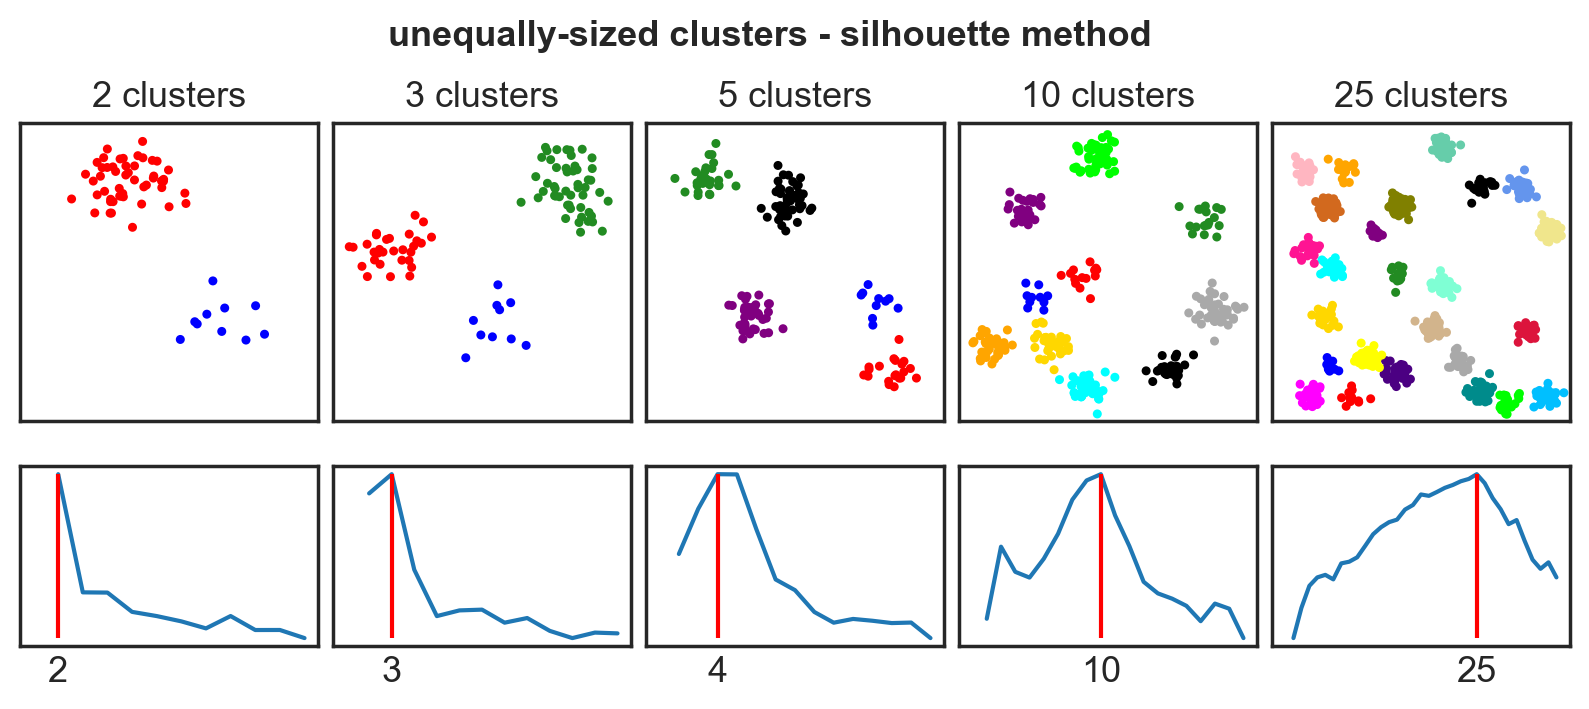 unequally-sized clusters - silhouette method
2 clusters
3 clusters
5 clusters
10 clusters
25 clusters
2
3
4
10
25